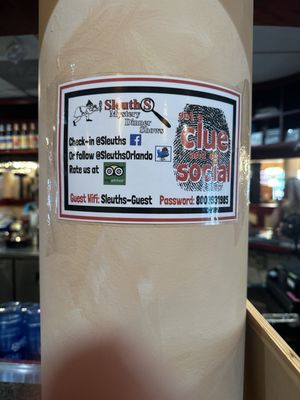 SleuthS
Mystery
Dinner
Shows
Check-in @Sleuths
Or follow @SleuthsOrlando
Rate us at
clue
social
Guest Wifi: Sleuths-Guest Password: 8003931985